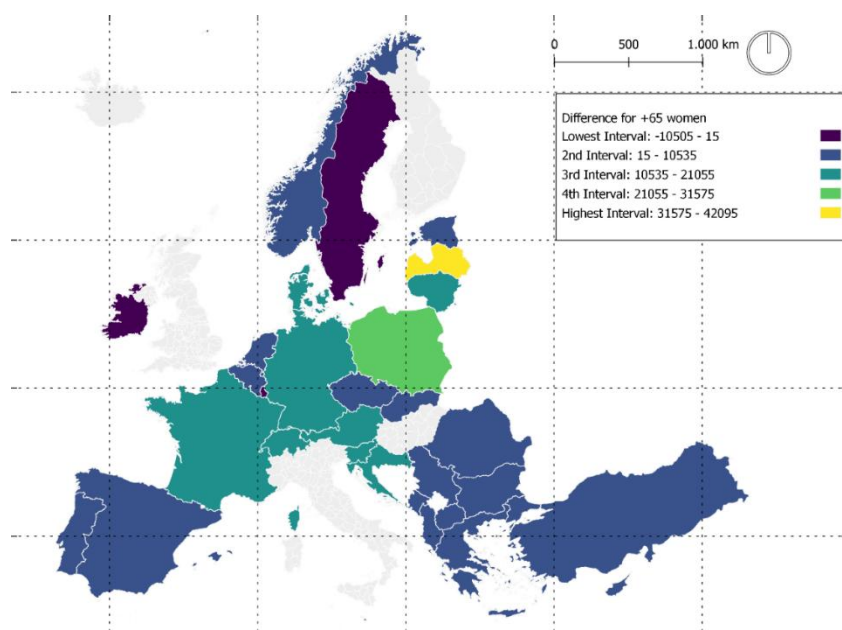 0 500 1.000 km
Difference for +65 women
Lowest Interval: -10505 - 15
2nd Interval: 15 - 10535
3rd Interval: 10535 - 21055
4th Interval: 21055 - 31575
Highest Interval: 31575 - 42095